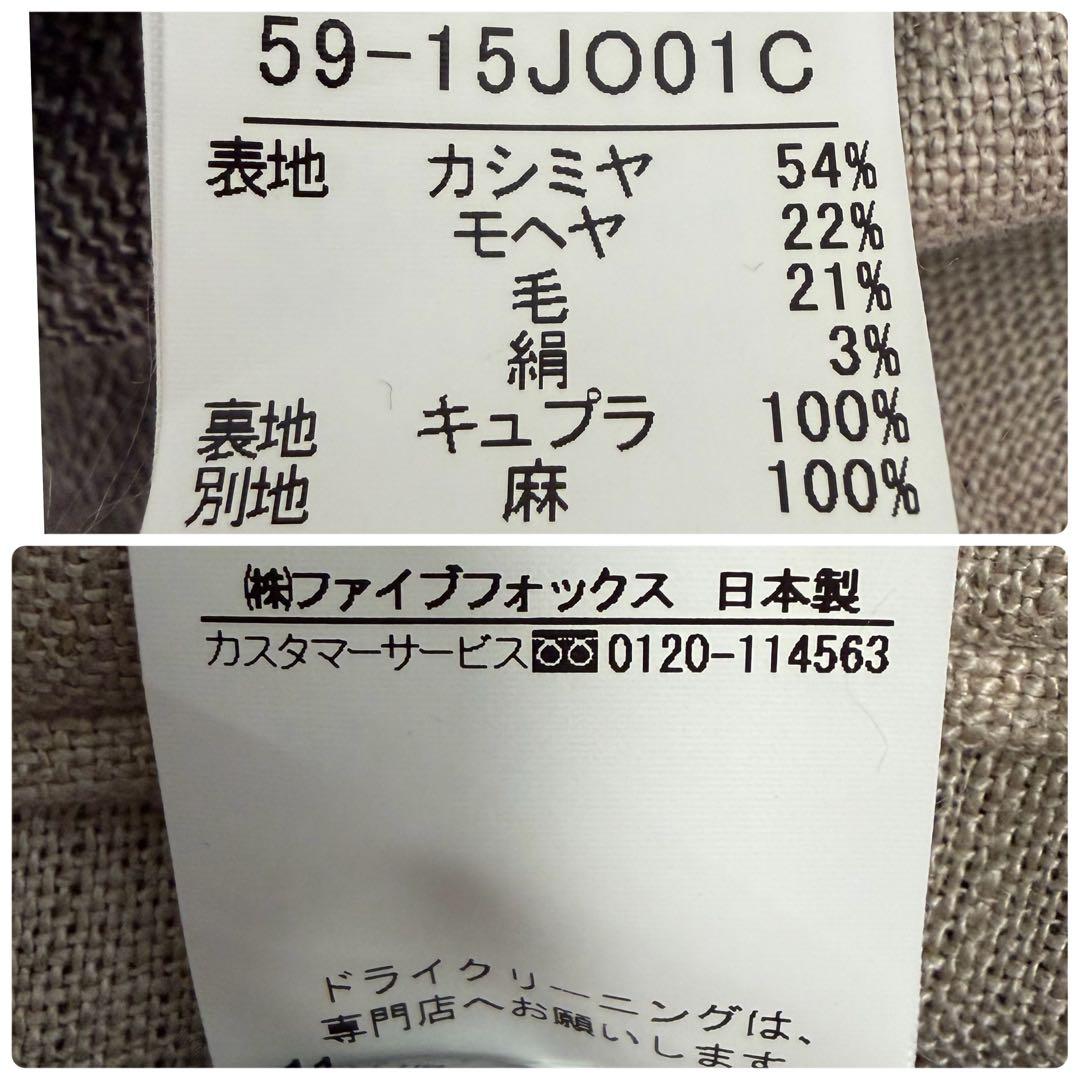 59-15JO01C
表地 カシミヤ 54%
モヘヤ 22%
毛 21%
絹 3%
裏地 キュプラ 100%
別地 麻 100%
㈱ファイブフォックス 日本製
カスタマーサービス 0120-114563
ドライクリーニングは、
専門店へお願いします